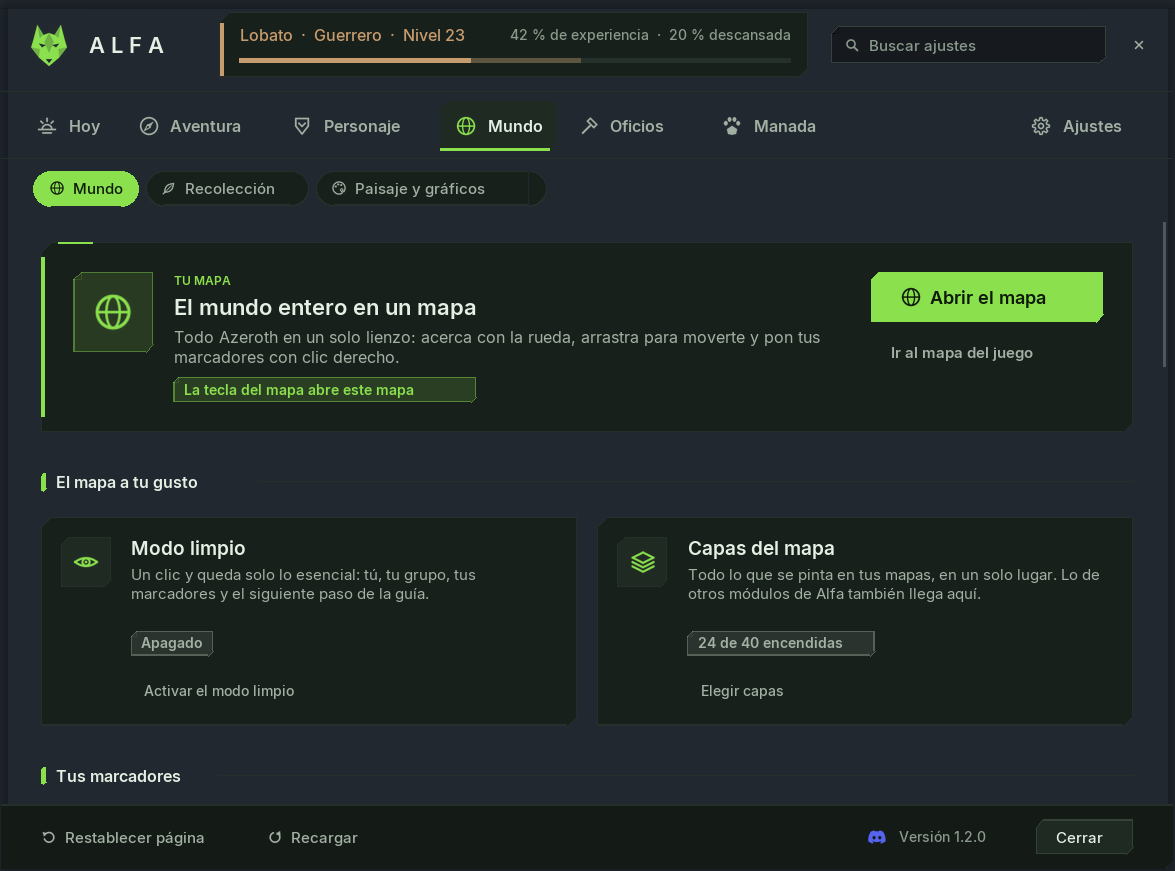 ALFA
Lobato · Guerrero · Nivel 23
42 % de experiencia · 20 % descansada
Buscar ajustes
×
Hoy
Aventura
Personaje
Mundo
Oficios
Manada
Ajustes
Mundo
Recolección
Paisaje y gráficos
TU MAPA
El mundo entero en un mapa
Todo Azeroth en un solo lienzo: acerca con la rueda, arrastra para moverte y pon tus
marcadores con clic derecho.
La tecla del mapa abre este mapa
Abrir el mapa
Ir al mapa del juego
El mapa a tu gusto
Modo limpio
Un clic y queda solo lo esencial: tú, tu grupo, tus
marcadores y el siguiente paso de la guía.
Apagado
Activar el modo limpio
Capas del mapa
Todo lo que se pinta en tus mapas, en un solo lugar. Lo de
otros módulos de Alfa también llega aquí.
24 de 40 encendidas
Elegir capas
Tus marcadores
Restablecer página
Recargar
Versión 1.2.0
Cerrar